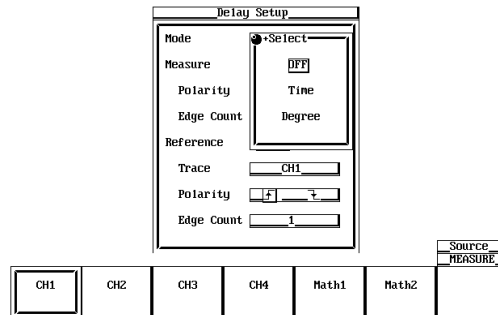 Delay Setup
Mode
+Select
Measure
OFF
Polarity
Time
Edge Count
Degree
Reference
Trace
CH1
Polarity
Edge Count
1
Source
MEASURE
CH1
CH2
CH3
CH4
Math1
Math2